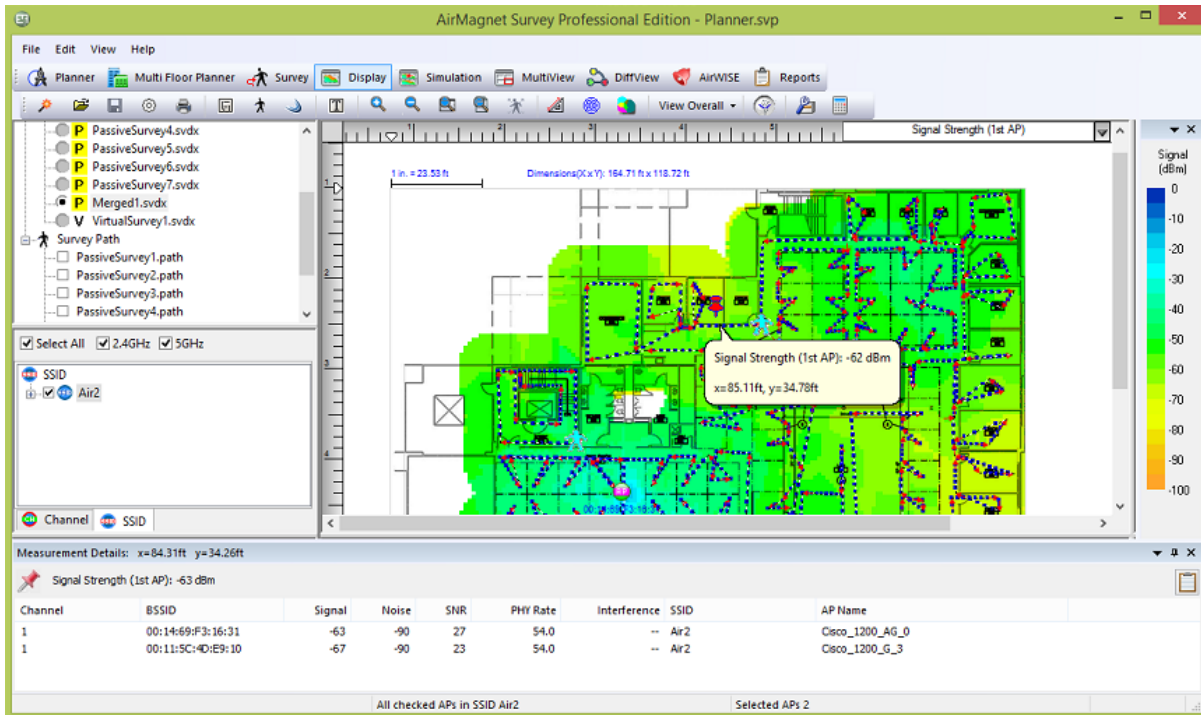 AirMagnet Survey Professional Edition - Planner.svp
File Edit View Help
Planner Multi Floor Planner Survey Display Simulation MultiView DiffView AirWISE Reports
View Overall
PassiveSurvey4.svdx
PassiveSurvey5.svdx
PassiveSurvey6.svdx
PassiveSurvey7.svdx
Merged1.svdx
VirtualSurvey1.svdx
Survey Path
PassiveSurvey1.path
PassiveSurvey2.path
PassiveSurvey3.path
PassiveSurvey4.path
Select All 2.4GHz 5GHz
SSID
Air2
Channel SSID
Signal Strength (1st AP)
1 in. = 23.53 ft Dimensions(X x Y): 164.71 ft x 118.72 ft
Signal Strength (1st AP): -62 dBm
x=85.11ft, y=34.78ft
Signal
(dBm)
0
-10
-20
-30
-40
-50
-60
-70
-80
-90
-100
Measurement Details: x=84.31ft y=34.26ft
Signal Strength (1st AP): -63 dBm
Channel BSSID Signal Noise SNR PHY Rate Interference SSID AP Name
1 00:14:69:F3:16:31 -63 -90 27 54.0 -- Air2 Cisco_1200_AG_0
1 00:11:5C:4D:E9:10 -67 -90 23 54.0 -- Air2 Cisco_1200_G_3
All checked APs in SSID Air2 Selected APs 2